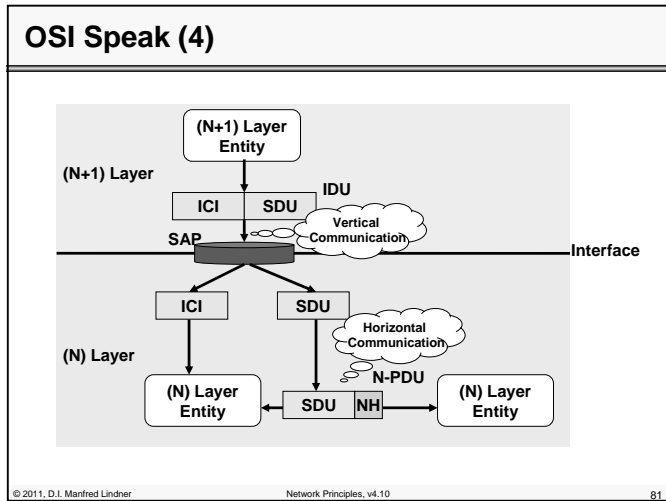 OSI Speak (4)
(N+1) Layer
Entity
(N+1) Layer
IDU
ICI SDU
Vertical
Communication
SAP
Interface
ICI SDU
Horizontal
Communication
(N) Layer
N-PDU
(N) Layer
Entity
SDU NH
(N) Layer
Entity
© 2011, D.I. Manfred Lindner
Network Principles, v4.10
81